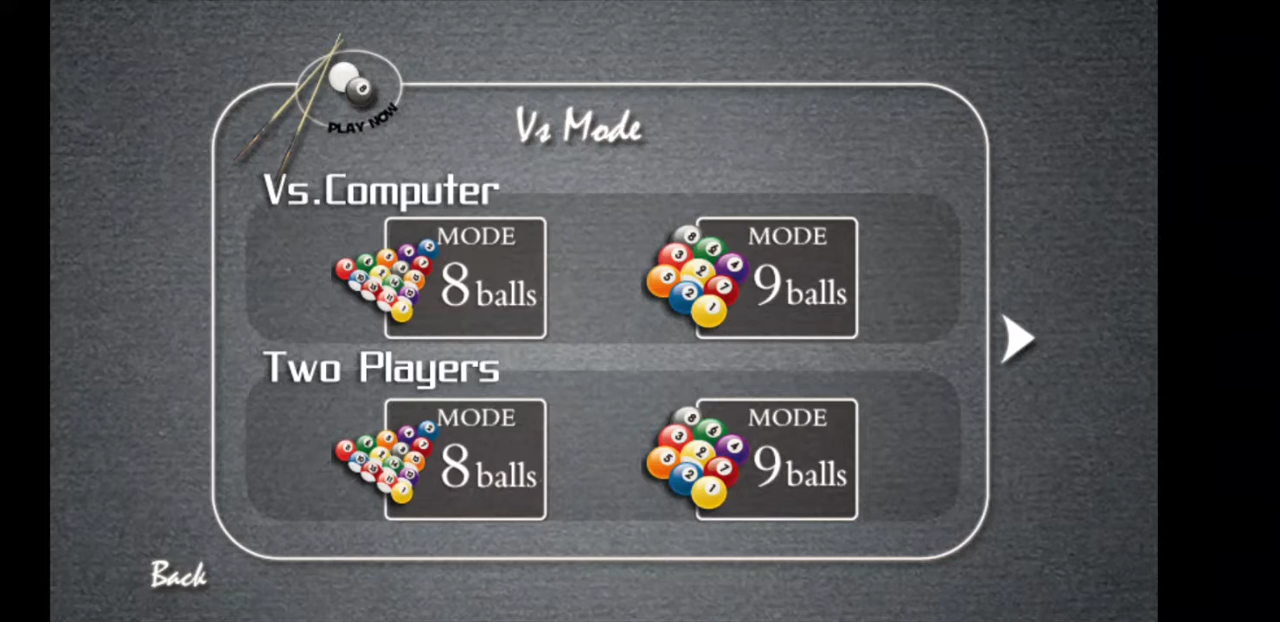 PLAY NOW
Vs Mode
Vs.Computer
MODE
8 balls
MODE
9 balls
Two Players
MODE
8 balls
MODE
9 balls
Back